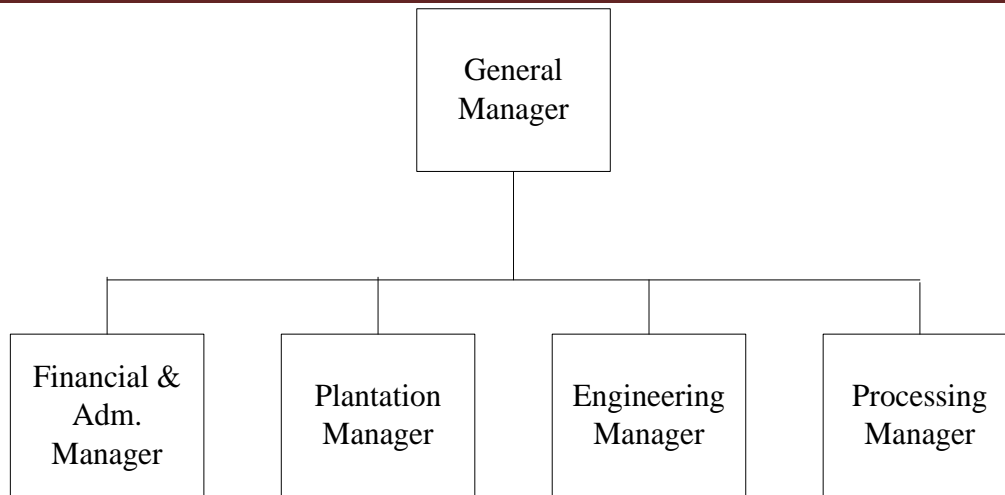 General
Manager
Financial &
Adm.
Manager
Plantation
Manager
Engineering
Manager
Processing
Manager